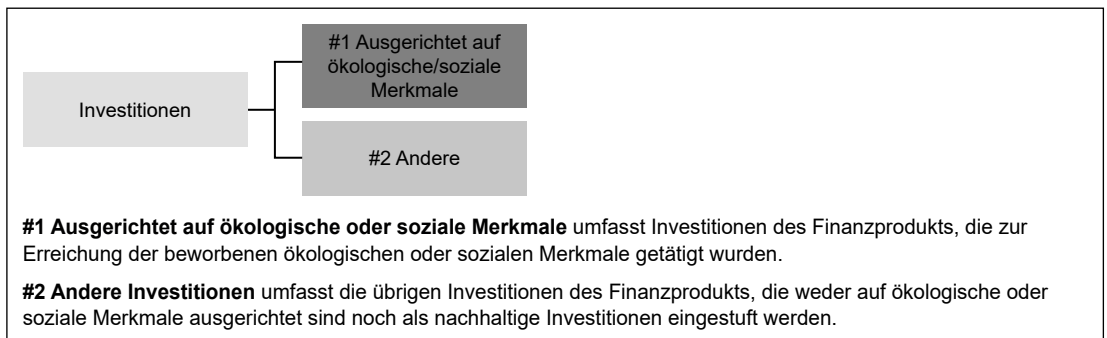 #1 Ausgerichtet auf
ökologische/soziale
Merkmale
Investitionen
#2 Andere
#1 Ausgerichtet auf ökologische oder soziale Merkmale umfasst Investitionen des Finanzprodukts, die zur
Erreichung der beworbenen ökologischen oder sozialen Merkmale getätigt wurden.
#2 Andere Investitionen umfasst die übrigen Investitionen des Finanzprodukts, die weder auf ökologische oder
soziale Merkmale ausgerichtet sind noch als nachhaltige Investitionen eingestuft werden.